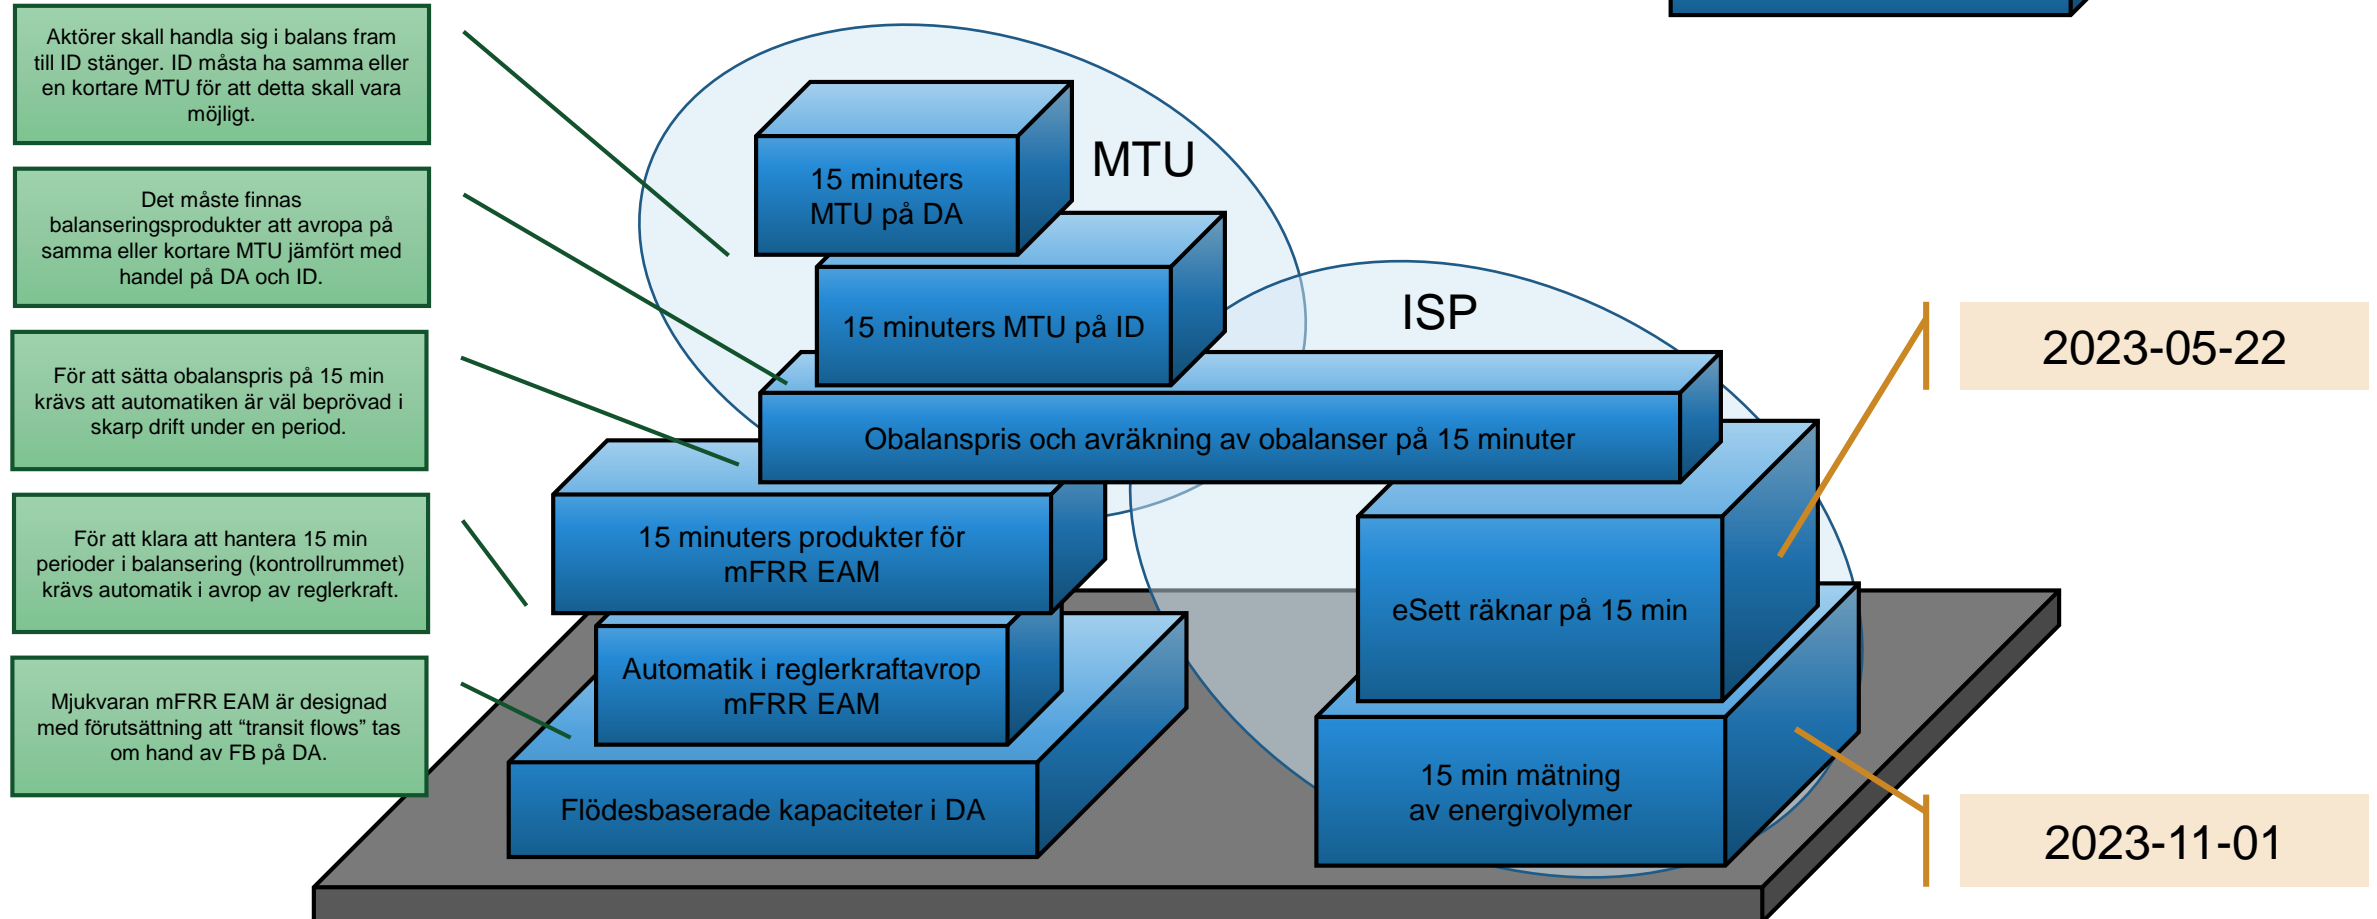 Aktörer skall handla sig i balans fram
till ID stänger. ID måsta ha samma eller
en kortare MTU för att detta skall vara
möjligt.
Det måste finnas
balanseringsprodukter att avropa på
samma eller kortare MTU jämfört med
handel på DA och ID.
För att sätta obalanspris på 15 min
krävs att automatiken är väl beprövad i
skarp drift under en period.
För att klara att hantera 15 min
perioder i balansering (kontrollrummet)
krävs automatik i avrop av reglerkraft.
Mjukvaran mFRR EAM är designad
med förutsättning att “transit flows” tas
om hand av FB på DA.
MTU
15 minuters
MTU på DA
15 minuters MTU på ID
ISP
Obalanspris och avräkning av obalanser på 15 minuter
15 minuters produkter för
mFRR EAM
Automatik i reglerkraftavrop
mFRR EAM
Flödesbaserade kapaciteter i DA
eSett räknar på 15 min
15 min mätning
av energivolymer
2023-05-22
2023-11-01